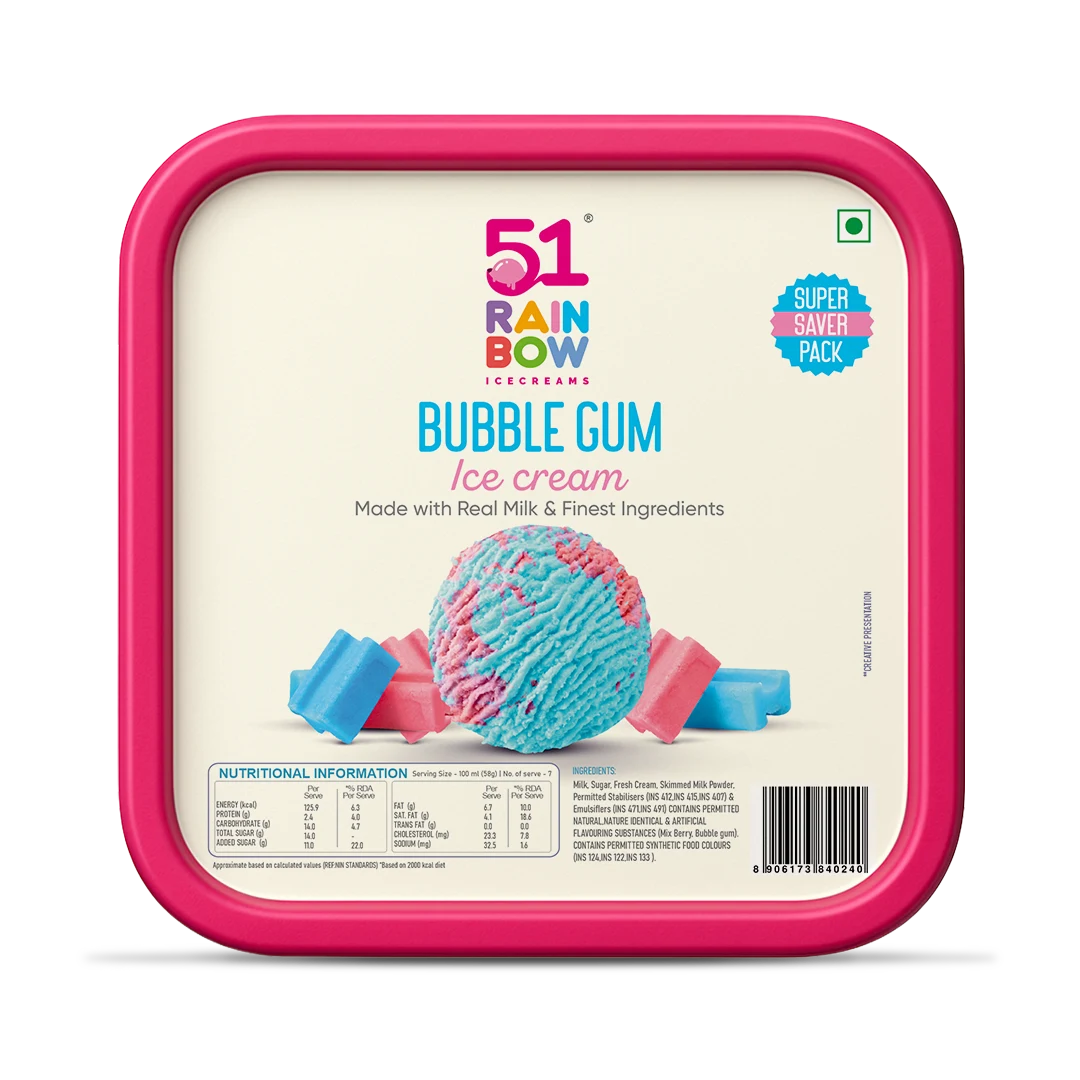 51®
RAIN
BOW
ICECREAMS
SUPER
SAVER
PACK
BUBBLE GUM
Ice cream
Made with Real Milk & Finest Ingredients
**CREATIVE PRESENTATION
NUTRITIONAL INFORMATION Serving Size - 100 ml (58g) | No. of serve - 7
Per Serve *% RDA Per Serve Per Serve *% RDA Per Serve
ENERGY (kcal) 125.9 6.3 FAT (g) 6.7 10.0
PROTEIN (g) 2.4 4.0 SAT. FAT (g) 4.1 18.6
CARBOHYDRATE (g) 14.0 4.7 TRANS FAT (g) 0.0 0.0
TOTAL SUGAR (g) 14.0 - CHOLESTEROL (mg) 23.3 7.8
ADDED SUGAR (g) 11.0 22.0 SODIUM (mg) 32.5 1.6
Approximate based on calculated values (REF:NIN STANDARDS) *Based on 2000 kcal diet
INGREDIENTS:
Milk, Sugar, Fresh Cream, Skimmed Milk Powder,
Permitted Stabilisers (INS 412,INS 415,INS 407) &
Emulsiflers (INS 471,INS 491) CONTAINS PERMITTED
NATURAL,NATURE IDENTICAL & ARTIFICIAL
FLAVOURING SUBSTANCES (Mix Berry, Bubble gum).
CONTAINS PERMITTED SYNTHETIC FOOD COLOURS
(INS 124,INS 122,INS 133 ).
8 906173 840240